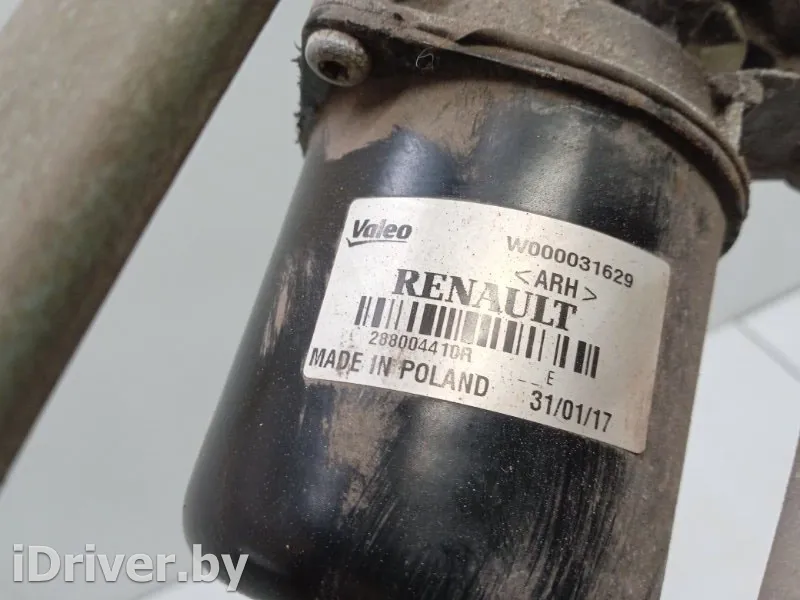 Valeo
W000031629
<ARH>
RENAULT
288004410R
E
MADE IN POLAND
31/01/17
iDriver.by